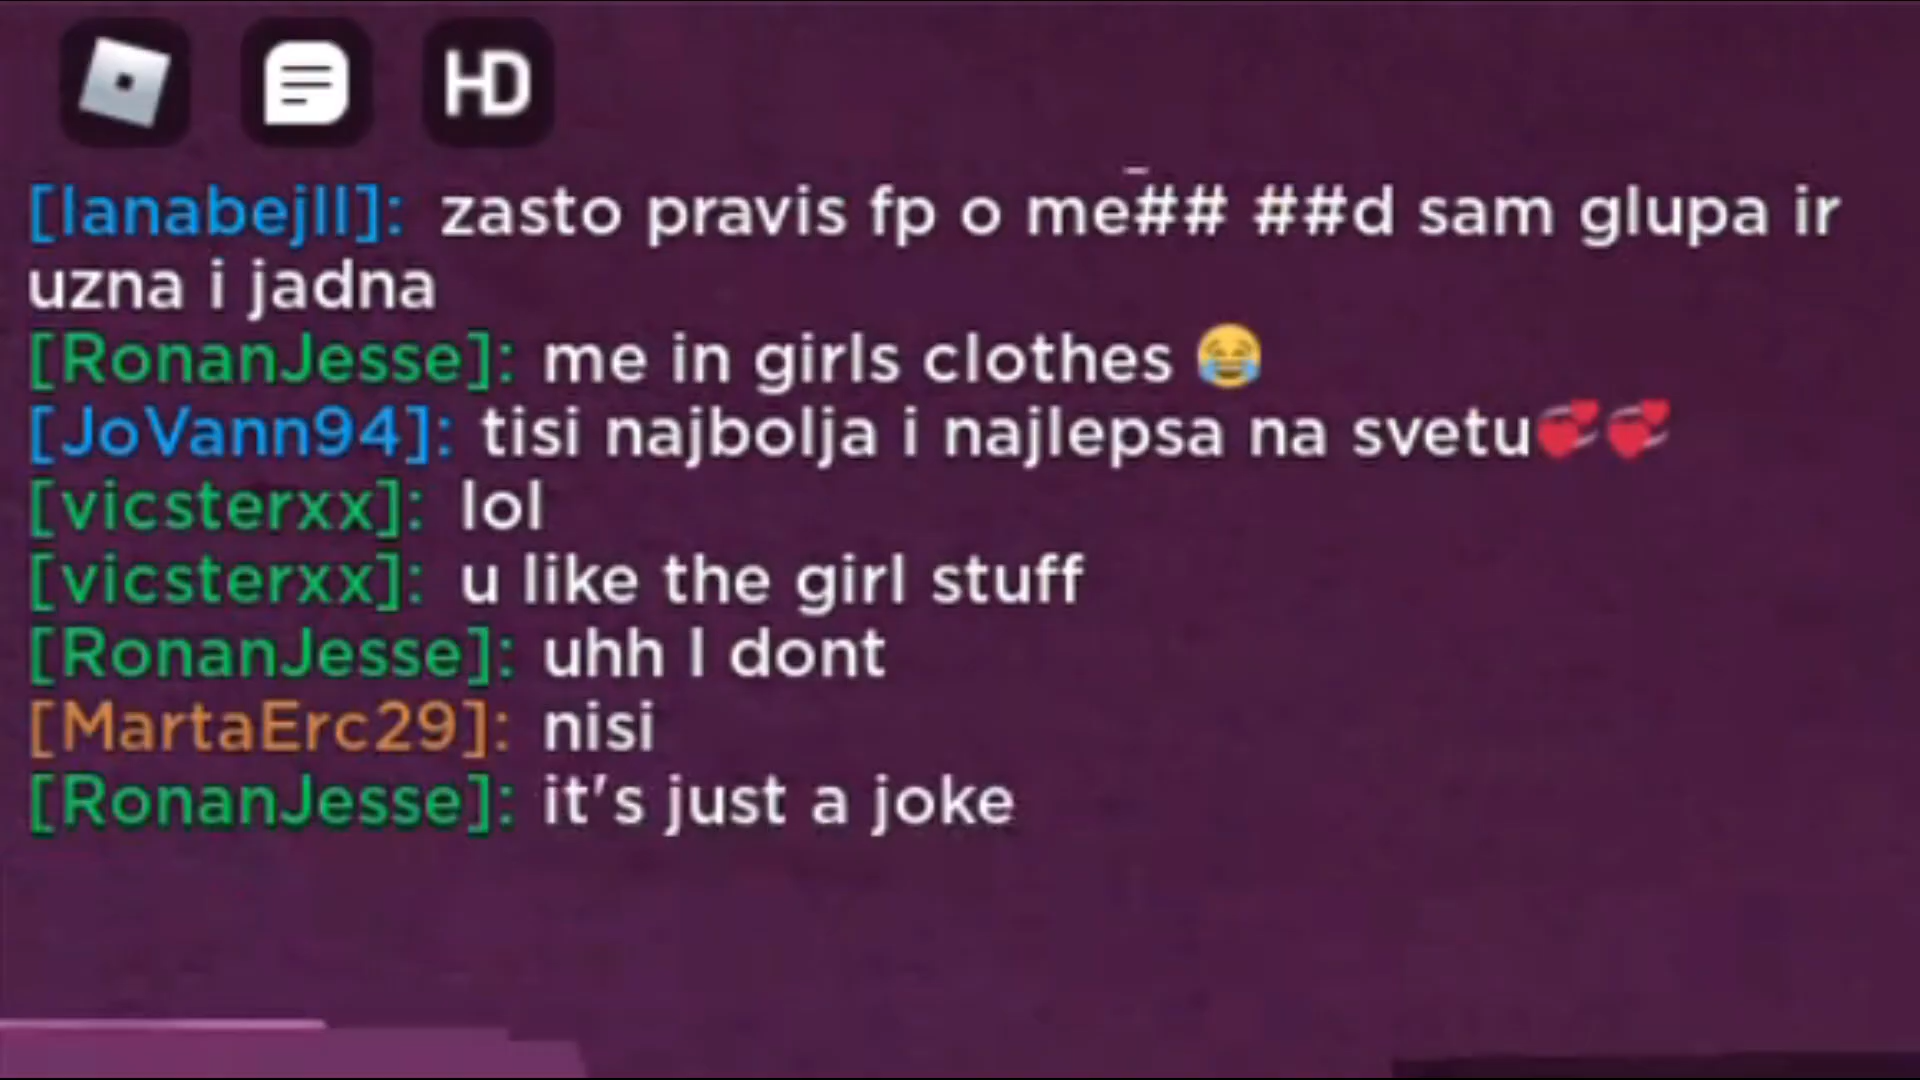 HD
[lanabejll]: zasto pravis fp o me## ##d sam glupa ir
uzna i jadna
[RonanJesse]: me in girls clothes 😂
[JoVann94]: tisi najbolja i najlepsa na svetu💞💞
[vicsterxx]: lol
[vicsterxx]: u like the girl stuff
[RonanJesse]: uhh I dont
[MartaErc29]: nisi
[RonanJesse]: it's just a joke